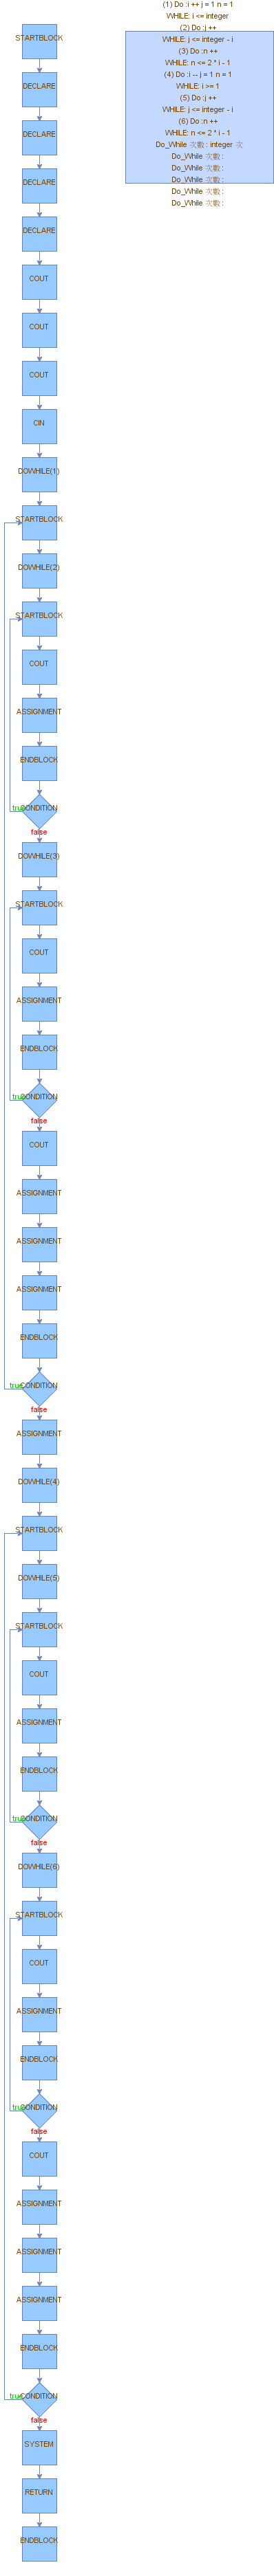 (1) Do :i ++ j = 1 n = 1
WHILE: i <= integer
(2) Do :j ++
WHILE: j <= integer - i
(3) Do :n ++
WHILE: n <= 2 * i - 1
(4) Do :i -- j = 1 n = 1
WHILE: i >= 1
(5) Do :j ++
WHILE: j <= integer - i
(6) Do :n ++
WHILE: n <= 2 * i - 1
Do_While 次數 : integer 次
Do_While 次數 :
Do_While 次數 :
Do_While 次數 :
Do_While 次數 :
Do_While 次數 :
STARTBLOCK
DECLARE
DECLARE
DECLARE
DECLARE
COUT
COUT
COUT
CIN
DOWHILE(1)
STARTBLOCK
DOWHILE(2)
STARTBLOCK
COUT
ASSIGNMENT
ENDBLOCK
true CONDITION
false
DOWHILE(3)
STARTBLOCK
COUT
ASSIGNMENT
ENDBLOCK
true CONDITION
false
COUT
ASSIGNMENT
ASSIGNMENT
ASSIGNMENT
ENDBLOCK
true CONDITION
false
ASSIGNMENT
DOWHILE(4)
STARTBLOCK
DOWHILE(5)
STARTBLOCK
COUT
ASSIGNMENT
ENDBLOCK
true CONDITION
false
DOWHILE(6)
STARTBLOCK
COUT
ASSIGNMENT
ENDBLOCK
true CONDITION
false
COUT
ASSIGNMENT
ASSIGNMENT
ASSIGNMENT
ENDBLOCK
true CONDITION
false
SYSTEM
RETURN
ENDBLOCK